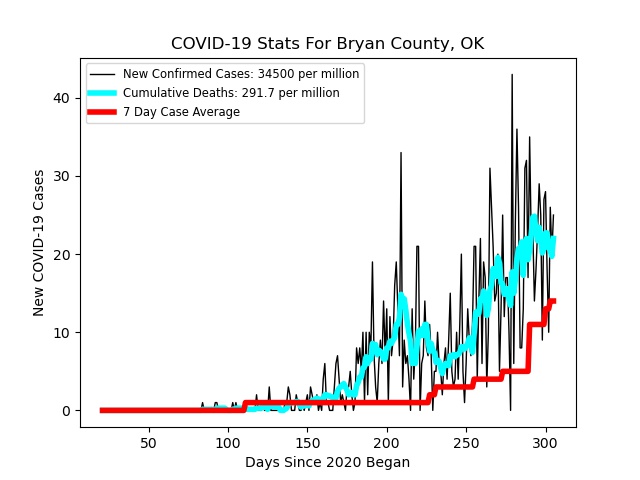 COVID-19 Stats For Bryan County, OK
New Confirmed Cases: 34500 per million
Cumulative Deaths: 291.7 per million
7 Day Case Average
New COVID-19 Cases
40
30
20
10
0
50 100 150 200 250 300
Days Since 2020 Began